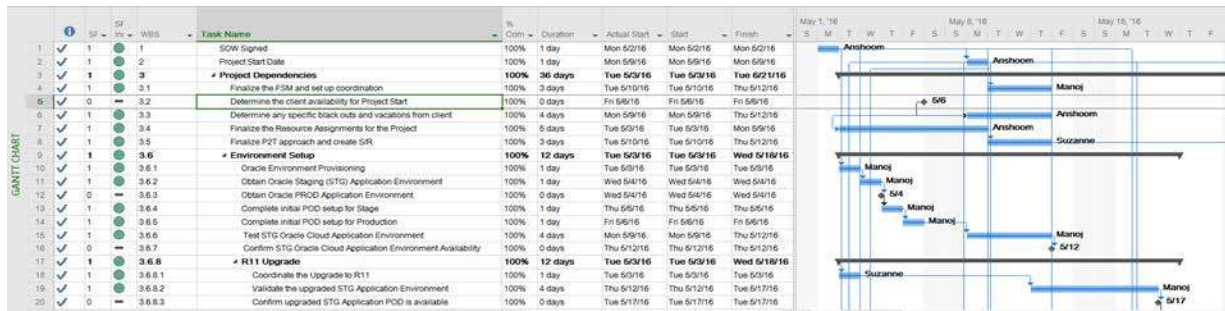 GANTT CHART
SF
%
SF Inv WBS Task Name Com Duration Actual Start Start Finish
May 1, '16 May 8, '16 May 15, '16
S M T W T F S S M T W T F S S M T W T F
1 1 1 SOW Signed 100% 1 day Mon 5/2/16 Mon 5/2/16 Mon 5/2/16 Anshoom
2 1 2 Project Start Date 100% 1 day Mon 5/9/16 Mon 5/9/16 Mon 5/9/16 Anshoom
3 1 3 Project Dependencies 100% 36 days Tue 5/3/16 Tue 5/3/16 Tue 6/21/16
4 1 3.1 Finalize the FSM and set up coordination 100% 3 days Tue 5/10/16 Tue 5/10/16 Thu 5/12/16 Manoj
5 0 3.2 Determine the client availability for Project Start 100% 0 days Fri 5/6/16 Fri 5/6/16 Fri 5/6/16 5/6
6 1 3.3 Determine any specific black outs and vacations from client 100% 4 days Mon 5/9/16 Mon 5/9/16 Thu 5/12/16 Anshoom
7 1 3.4 Finalize the Resource Assignments for the Project 100% 5 days Tue 5/3/16 Tue 5/3/16 Mon 5/9/16 Anshoom
8 1 3.5 Finalize P2T approach and create S/R 100% 3 days Tue 5/10/16 Tue 5/10/16 Thu 5/12/16 Suzanne
9 1 3.6 Environment Setup 100% 12 days Tue 5/3/16 Tue 5/3/16 Wed 5/18/16
10 1 3.6.1 Oracle Environment Provisioning 100% 1 day Tue 5/3/16 Tue 5/3/16 Tue 5/3/16 Manoj
11 1 3.6.2 Obtain Oracle Staging (STG) Application Environment 100% 1 day Wed 5/4/16 Wed 5/4/16 Wed 5/4/16 Manoj
12 0 3.6.3 Obtain Oracle PROD Application Environment 100% 0 days Wed 5/4/16 Wed 5/4/16 Wed 5/4/16 5/4
13 1 3.6.4 Complete initial POD setup for Stage 100% 1 day Thu 5/5/16 Thu 5/5/16 Thu 5/5/16 Manoj
14 1 3.6.5 Complete initial POD setup for Production 100% 1 day Fri 5/6/16 Fri 5/6/16 Fri 5/6/16 Manoj
15 1 3.6.6 Test STG Oracle Cloud Application Environment 100% 4 days Mon 5/9/16 Mon 5/9/16 Thu 5/12/16 Manoj
16 0 3.6.7 Confirm STG Oracle Cloud Application Environment Availability 100% 0 days Thu 5/12/16 Thu 5/12/16 Thu 5/12/16 5/12
17 1 3.6.8 R11 Upgrade 100% 12 days Tue 5/3/16 Tue 5/3/16 Wed 5/18/16
18 1 3.6.8.1 Coordinate the Upgrade to R11 100% 1 day Tue 5/3/16 Tue 5/3/16 Tue 5/3/16 Suzanne
19 1 3.6.8.2 Validate the upgraded STG Environment 100% 4 days Thu 5/12/16 Thu 5/12/16 Tue 5/17/16 Manoj
20 0 3.6.8.3 Confirm upgraded STG Application POD is available 100% 0 days Tue 5/17/16 Tue 5/17/16 Tue 5/17/16 5/17